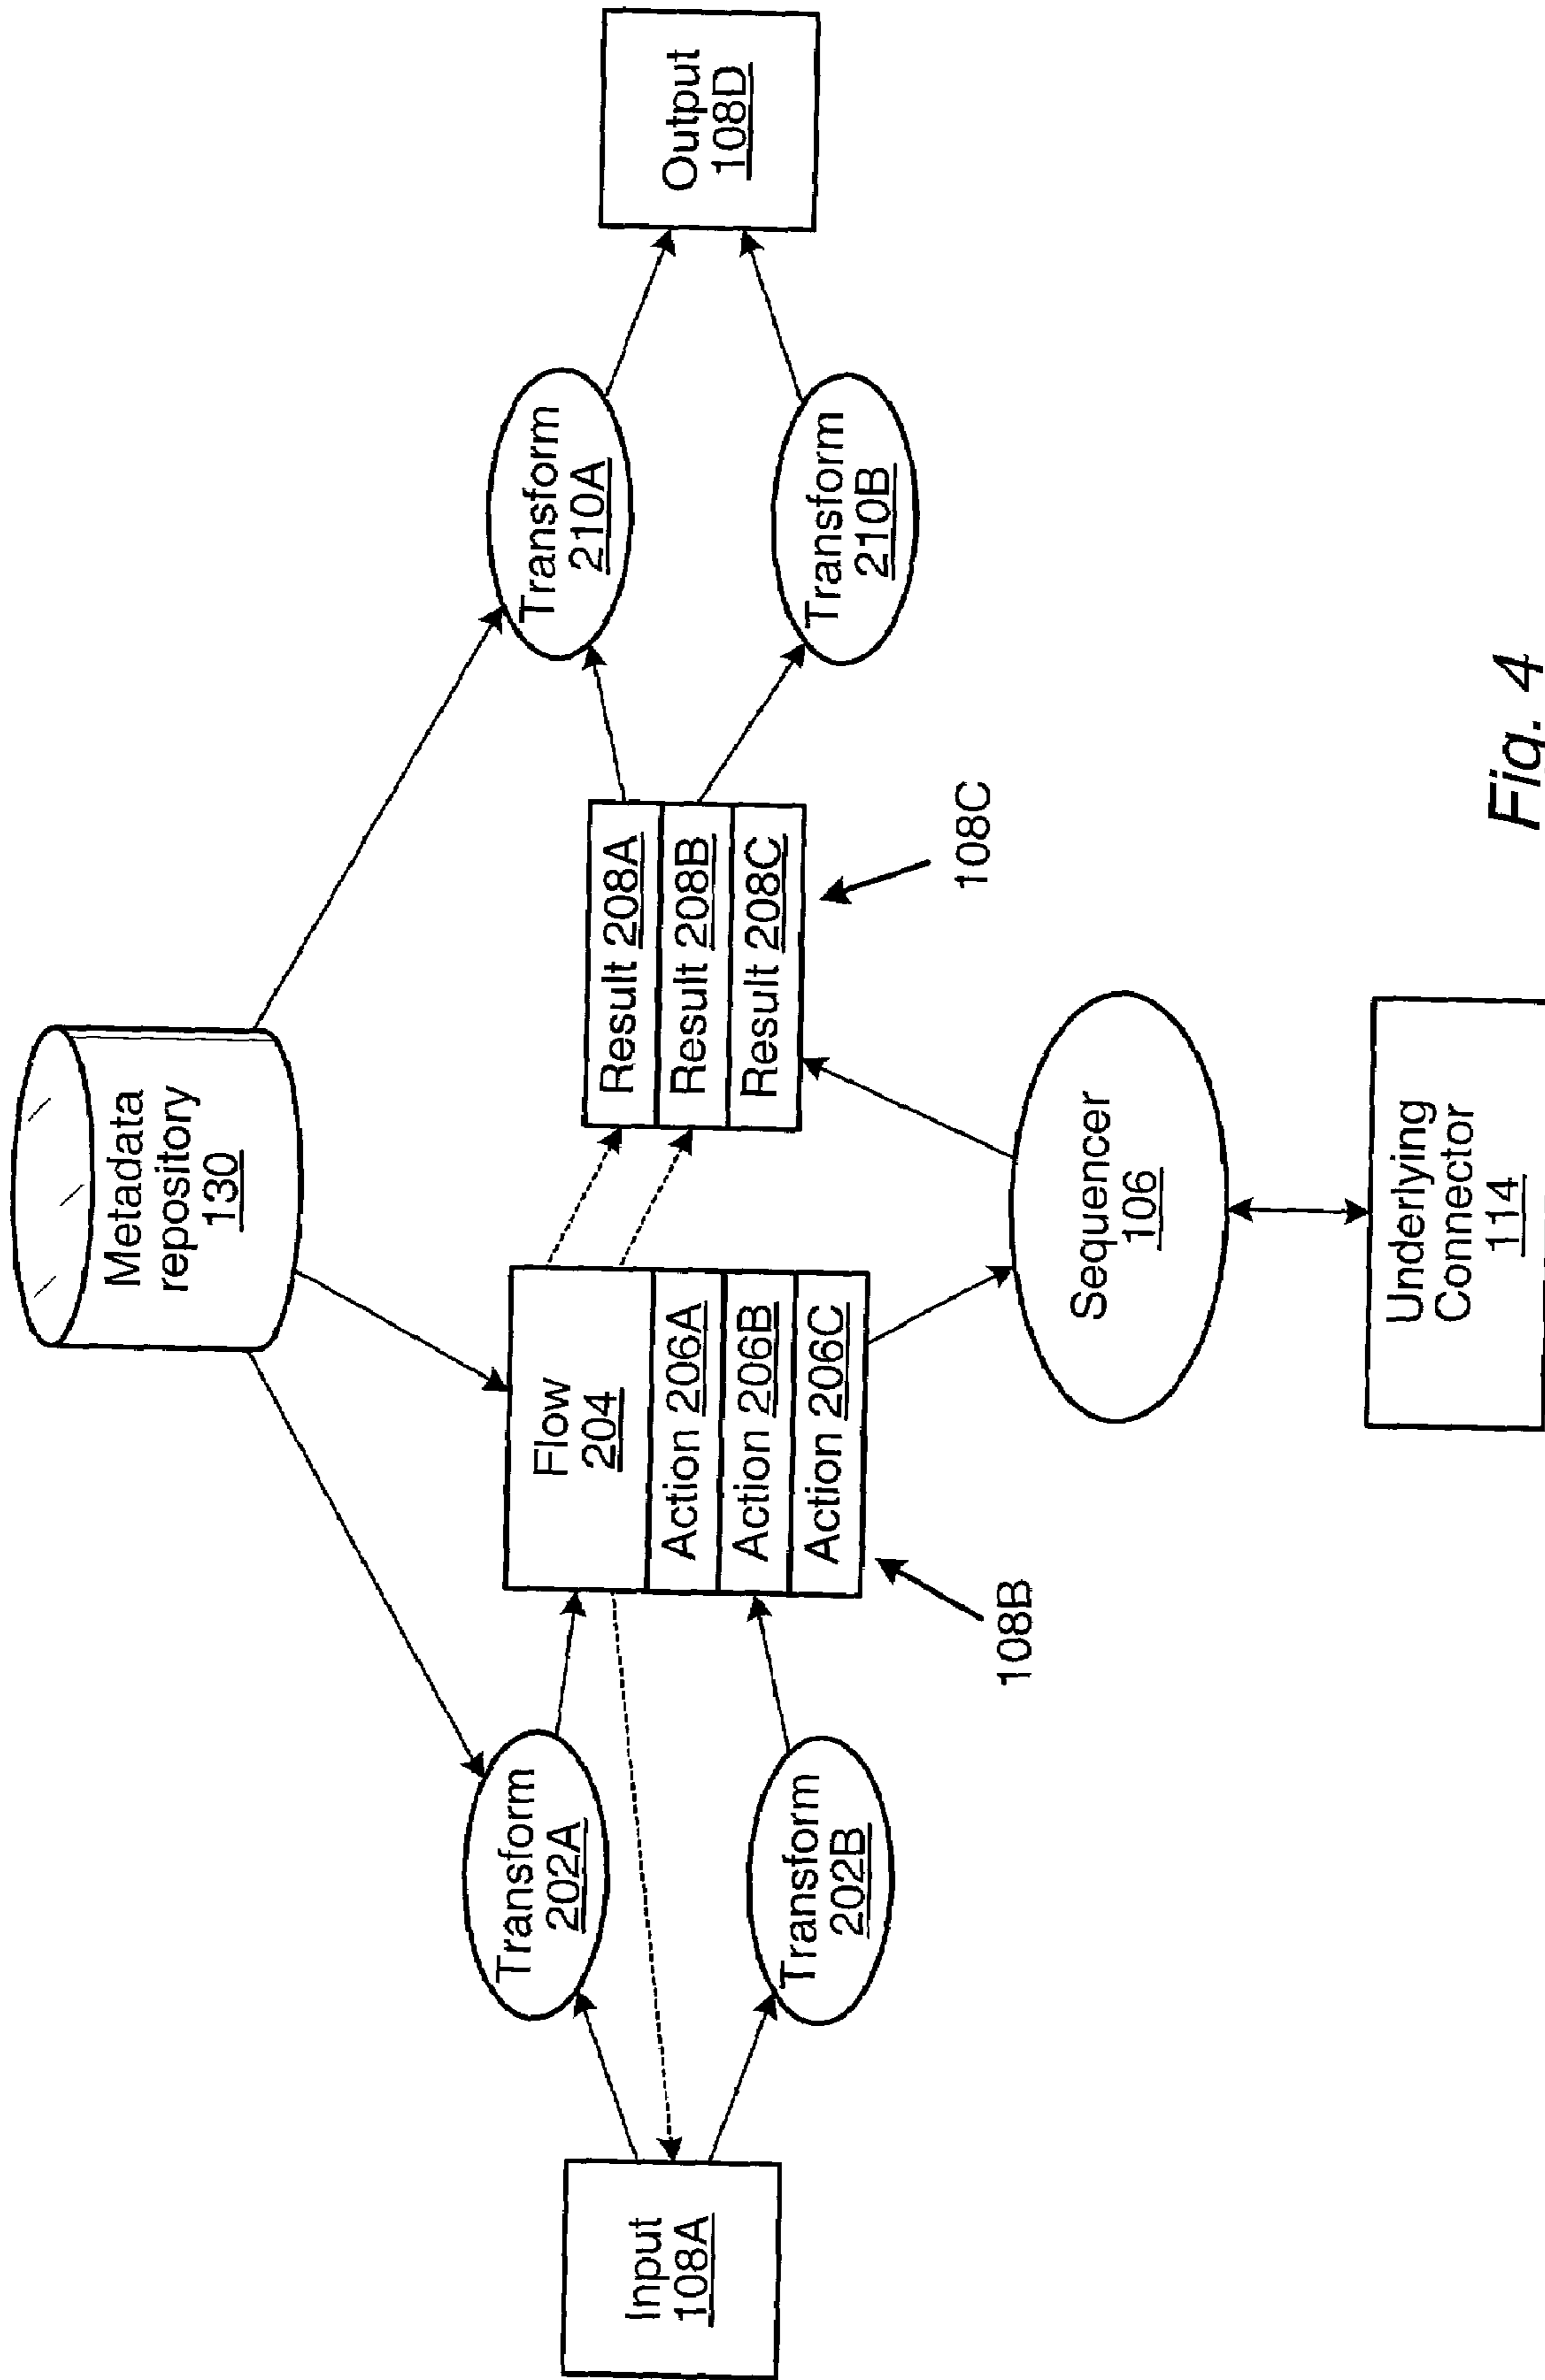 Metadata
repository
130
Input
108A
Transform
202A
Transform
202B
Flow
204
Action 206A
Action 206B
Action 206C
108B
Result 208A
Result 208B
Result 208C
108C
Transform
210A
Transform
210B
Output
108D
Sequencer
106
Underlying
Connector
114
Fig. 4